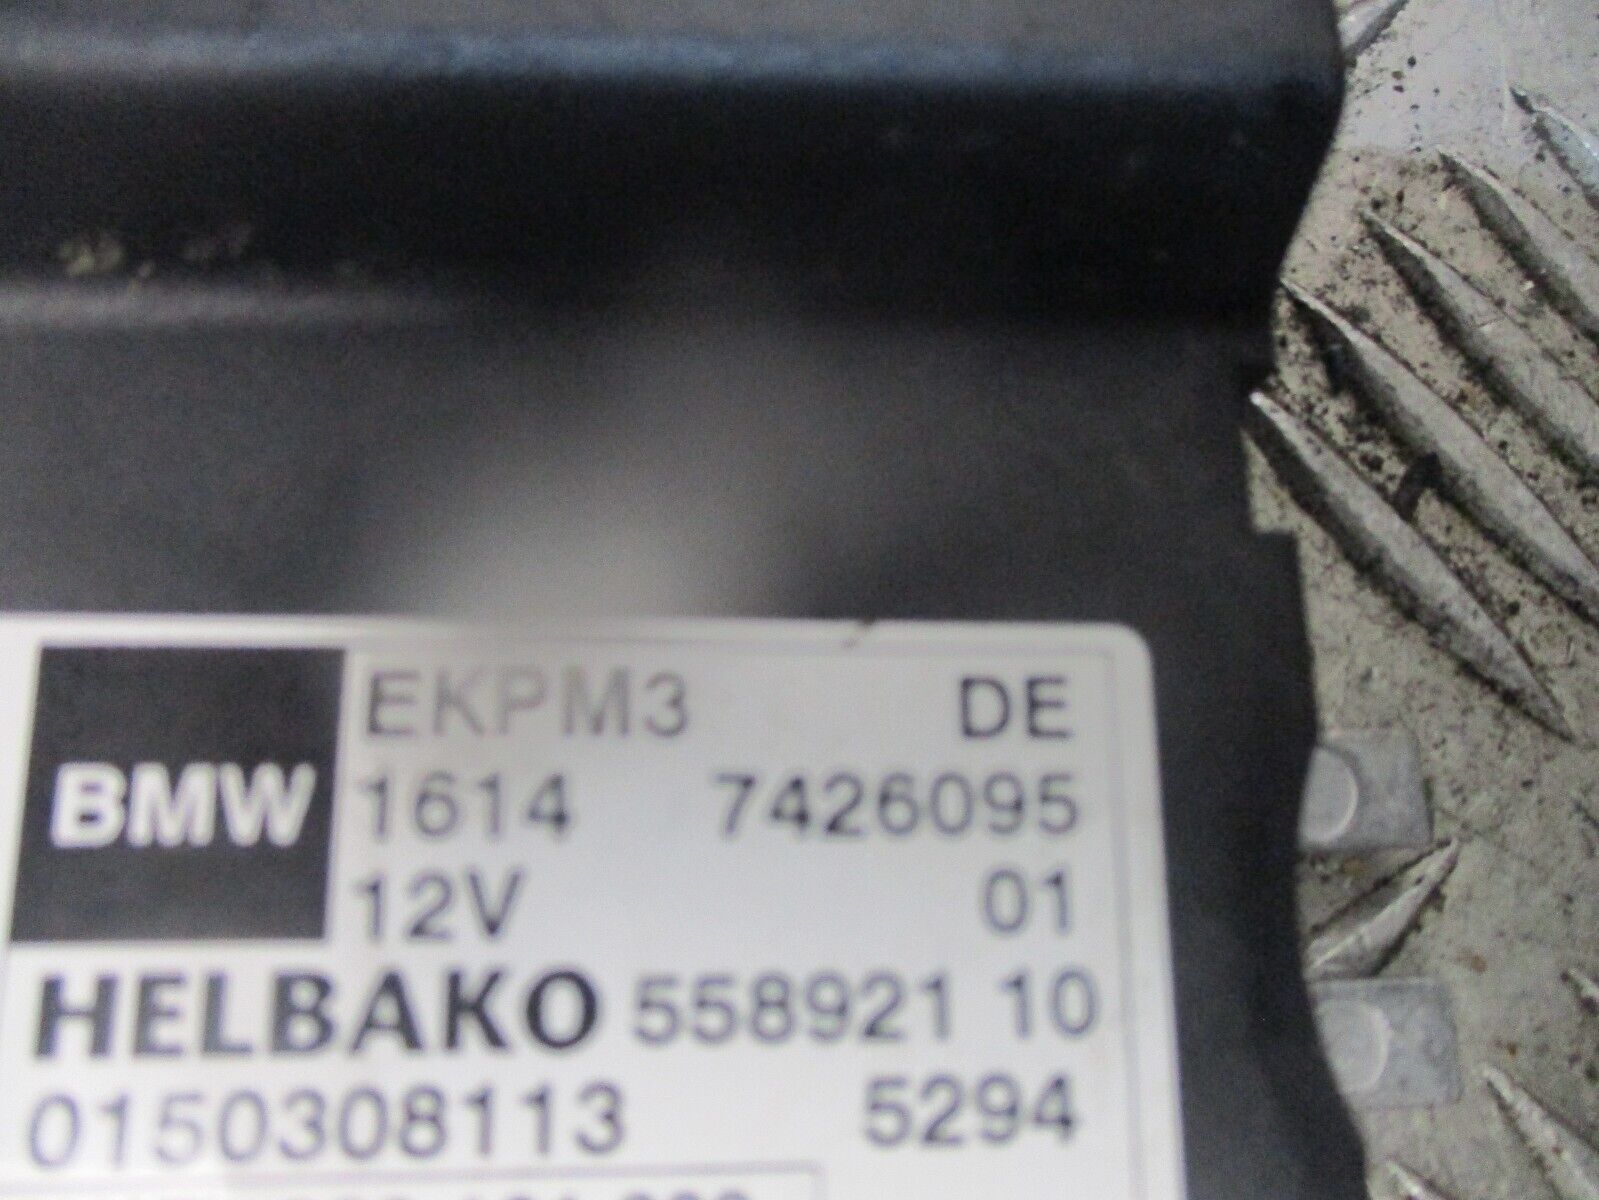 BMW
EKPM3 DE
1614 7426095
12V 01
HELBAKO 558921 10
0150308113 5294